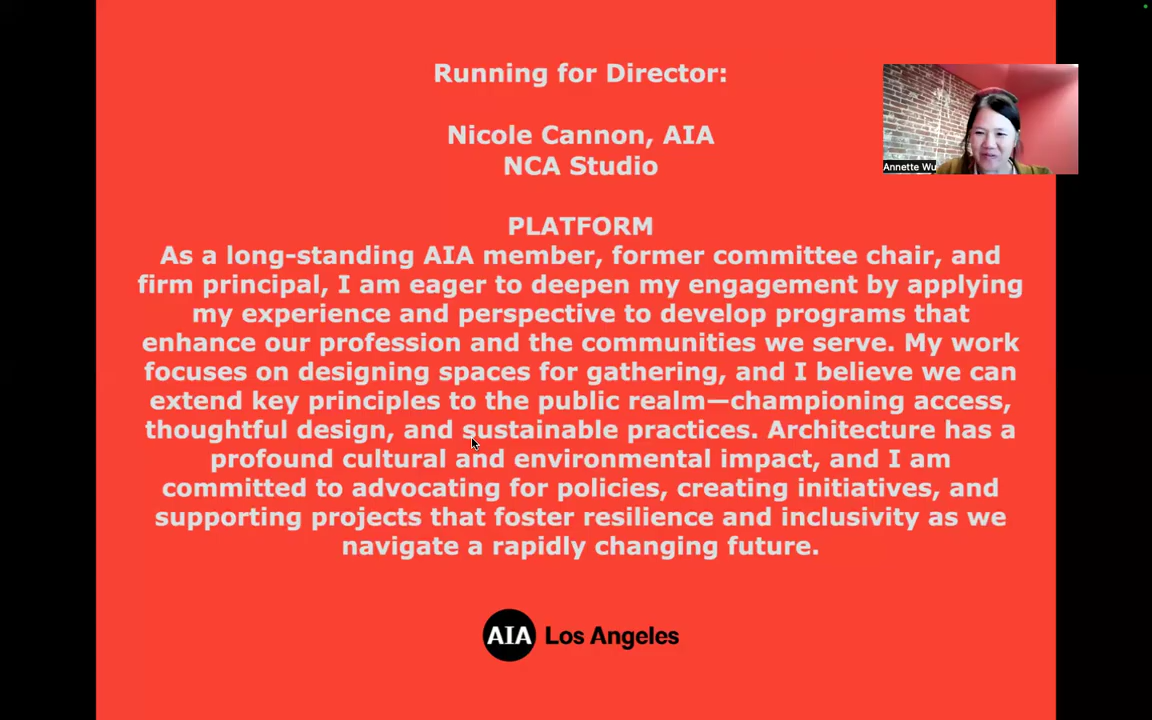 Running for Director:
Nicole Cannon, AIA
NCA Studio
PLATFORM
As a long-standing AIA member, former committee chair, and
firm principal, I am eager to deepen my engagement by applying
my experience and perspective to develop programs that
enhance our profession and the communities we serve. My work
focuses on designing spaces for gathering, and I believe we can
extend key principles to the public realm—championing access,
thoughtful design, and sustainable practices. Architecture has a
profound cultural and environmental impact, and I am
committed to advocating for policies, creating initiatives, and
supporting projects that foster resilience and inclusivity as we
navigate a rapidly changing future.
AIA Los Angeles
Annette Wu